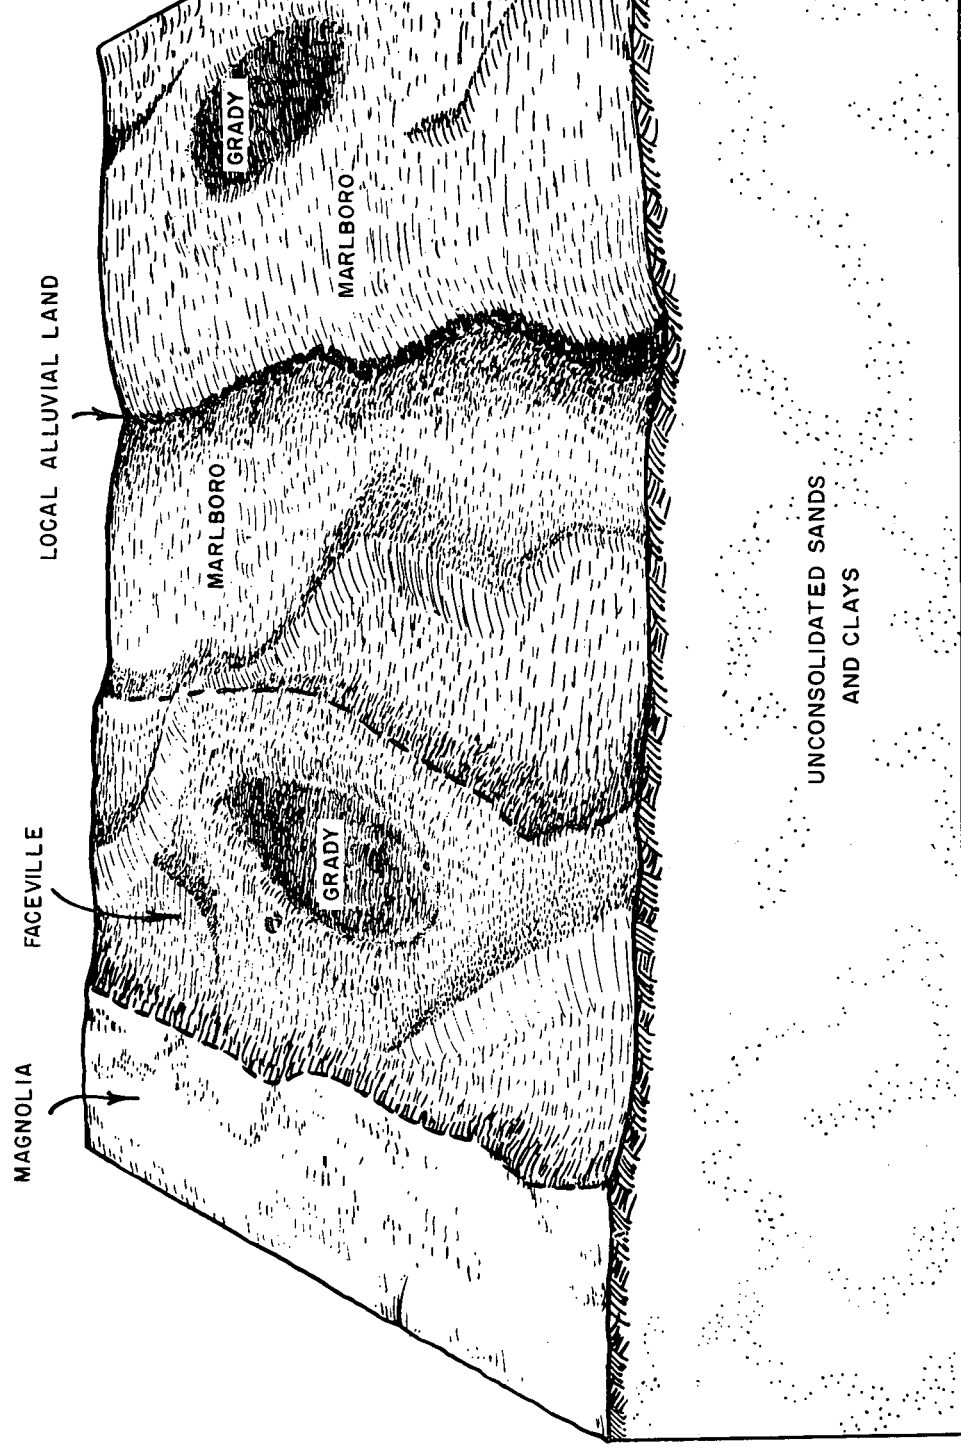 MAGNOLIA
FACEVILLE
LOCAL ALLUVIAL LAND
MARLBORO
GRADY
GRADY
MARLBORO
UNCONSOLIDATED SANDS
AND CLAYS